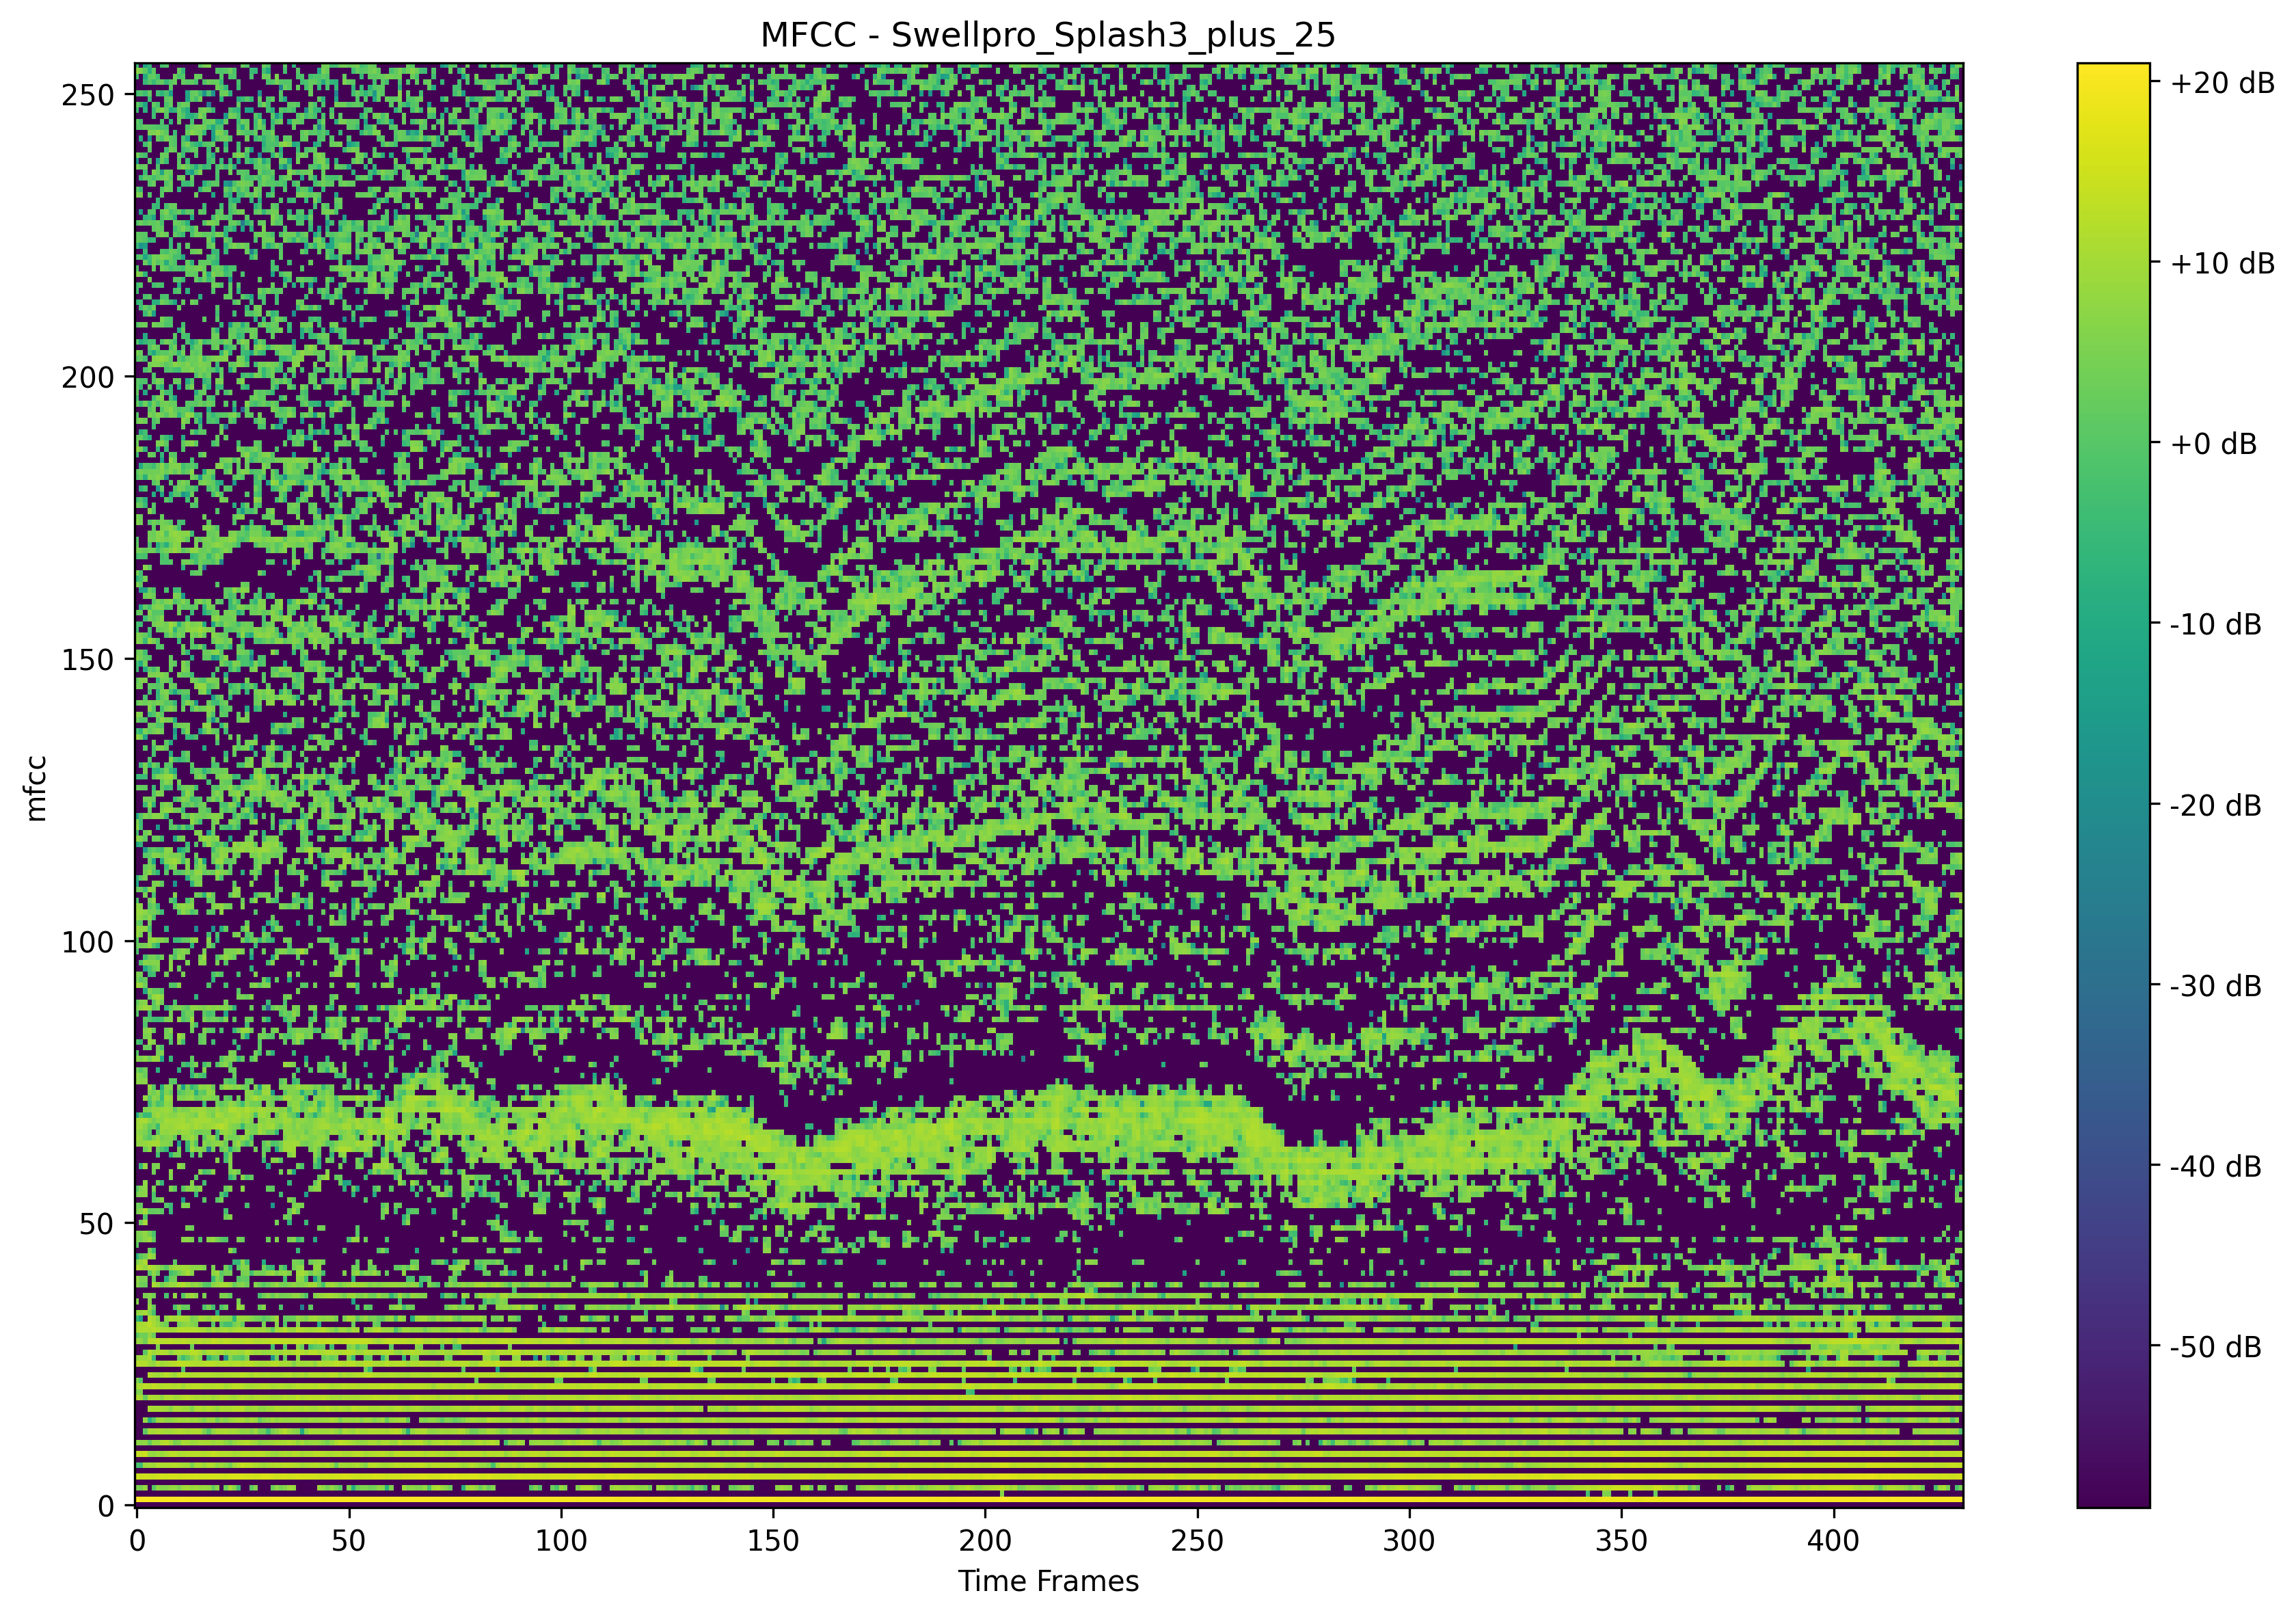 MFCC - Swellpro_Splash3_plus_25
250
200
150
100
50
0
mfcc
0 50 100 150 200 250 300 350 400
Time Frames
+20 dB
+10 dB
+0 dB
-10 dB
-20 dB
-30 dB
-40 dB
-50 dB